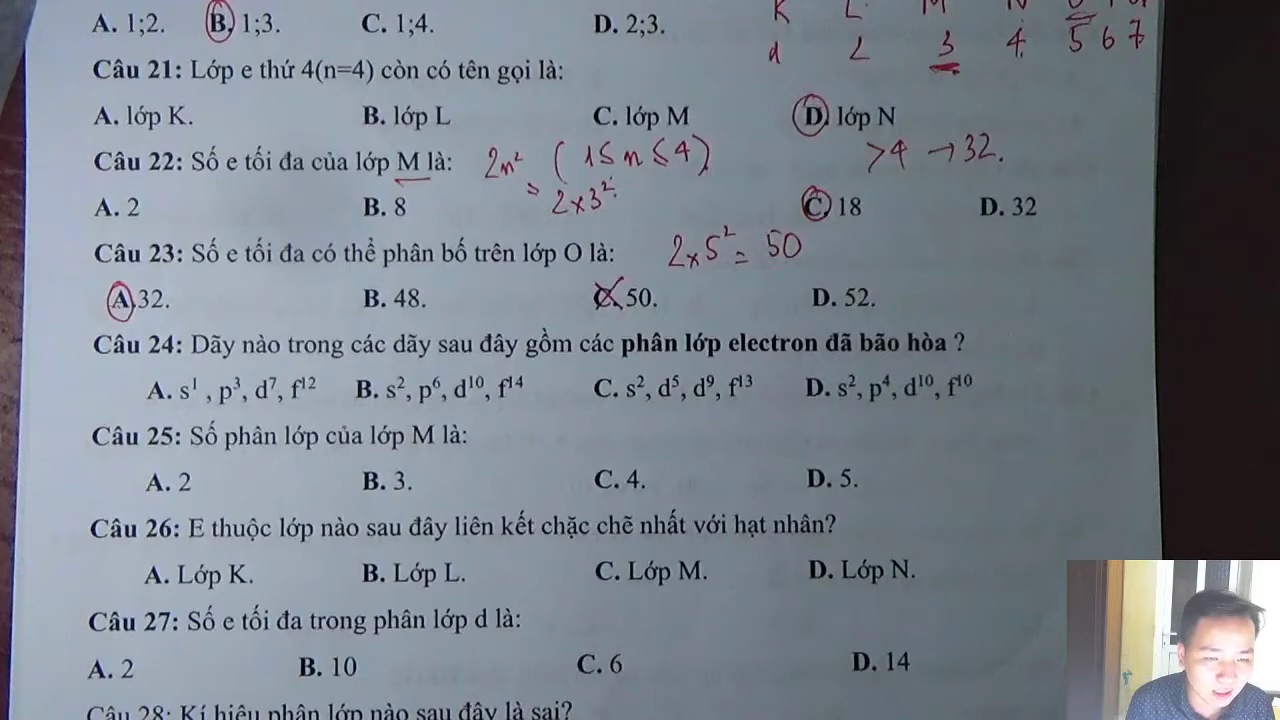 K L M N O P Q
1 2 3 4 5 6 7
A. 1;2. B. 1;3. C. 1;4. D. 2;3.
Câu 21: Lớp e thứ 4(n=4) còn có tên gọi là:
A. lớp K. B. lớp L C. lớp M D. lớp N
Câu 22: Số e tối đa của lớp M là: 2n² (1≤n≤4) >4 → 32.
= 2×3²
A. 2 B. 8 C. 18 D. 32
Câu 23: Số e tối đa có thể phân bố trên lớp O là: 2×5² = 50
A. 32. B. 48. C. 50. D. 52.
Câu 24: Dãy nào trong các dãy sau đây gồm các phân lớp electron đã bão hòa ?
A. s¹ , p³, d⁷, f¹² B. s², p⁶, d¹⁰, f¹⁴ C. s², d⁵, d⁹, f¹³ D. s², p⁴, d¹⁰, f¹⁰
Câu 25: Số phân lớp của lớp M là:
A. 2 B. 3. C. 4. D. 5.
Câu 26: E thuộc lớp nào sau đây liên kết chặc chẽ nhất với hạt nhân?
A. Lớp K. B. Lớp L. C. Lớp M. D. Lớp N.
Câu 27: Số e tối đa trong phân lớp d là:
A. 2 B. 10 C. 6 D. 14
Câu 28: Kí hiệu phân lớp nào sau đây là sai?